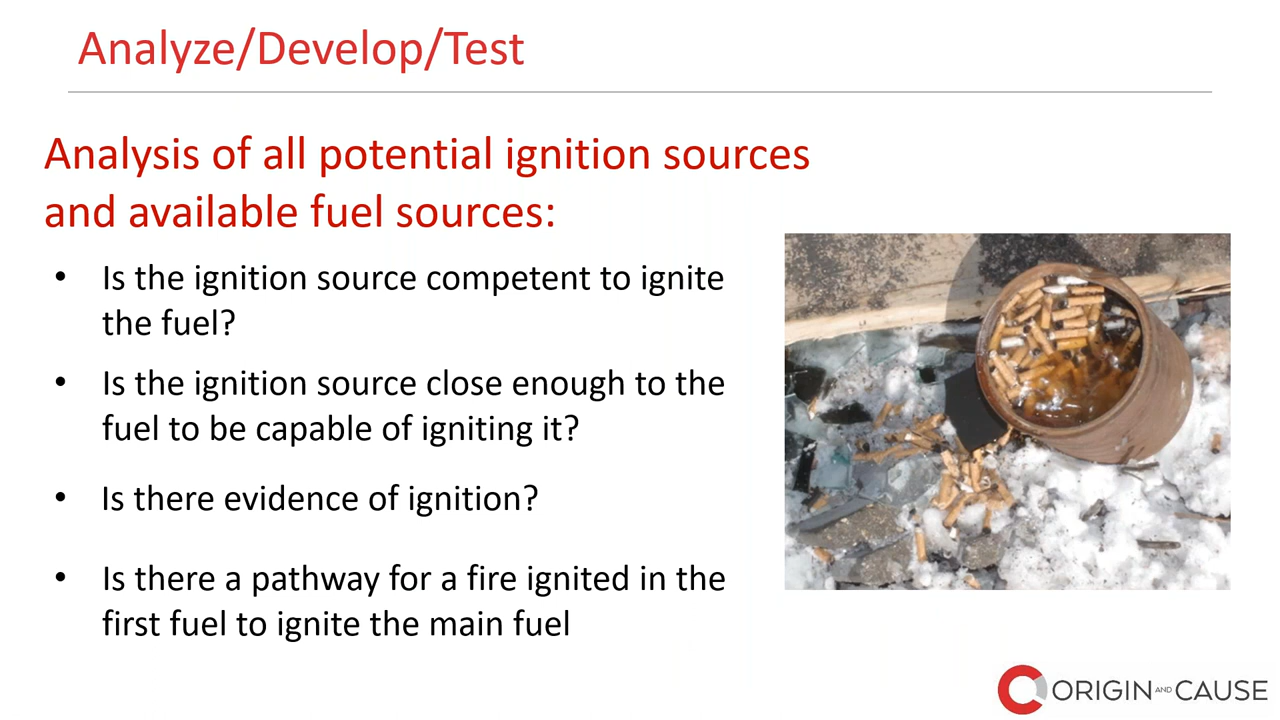 Analyze/Develop/Test
Analysis of all potential ignition sources
and available fuel sources:
• Is the ignition source competent to ignite
the fuel?
• Is the ignition source close enough to the
fuel to be capable of igniting it?
• Is there evidence of ignition?
• Is there a pathway for a fire ignited in the
first fuel to ignite the main fuel
ORIGIN AND CAUSE